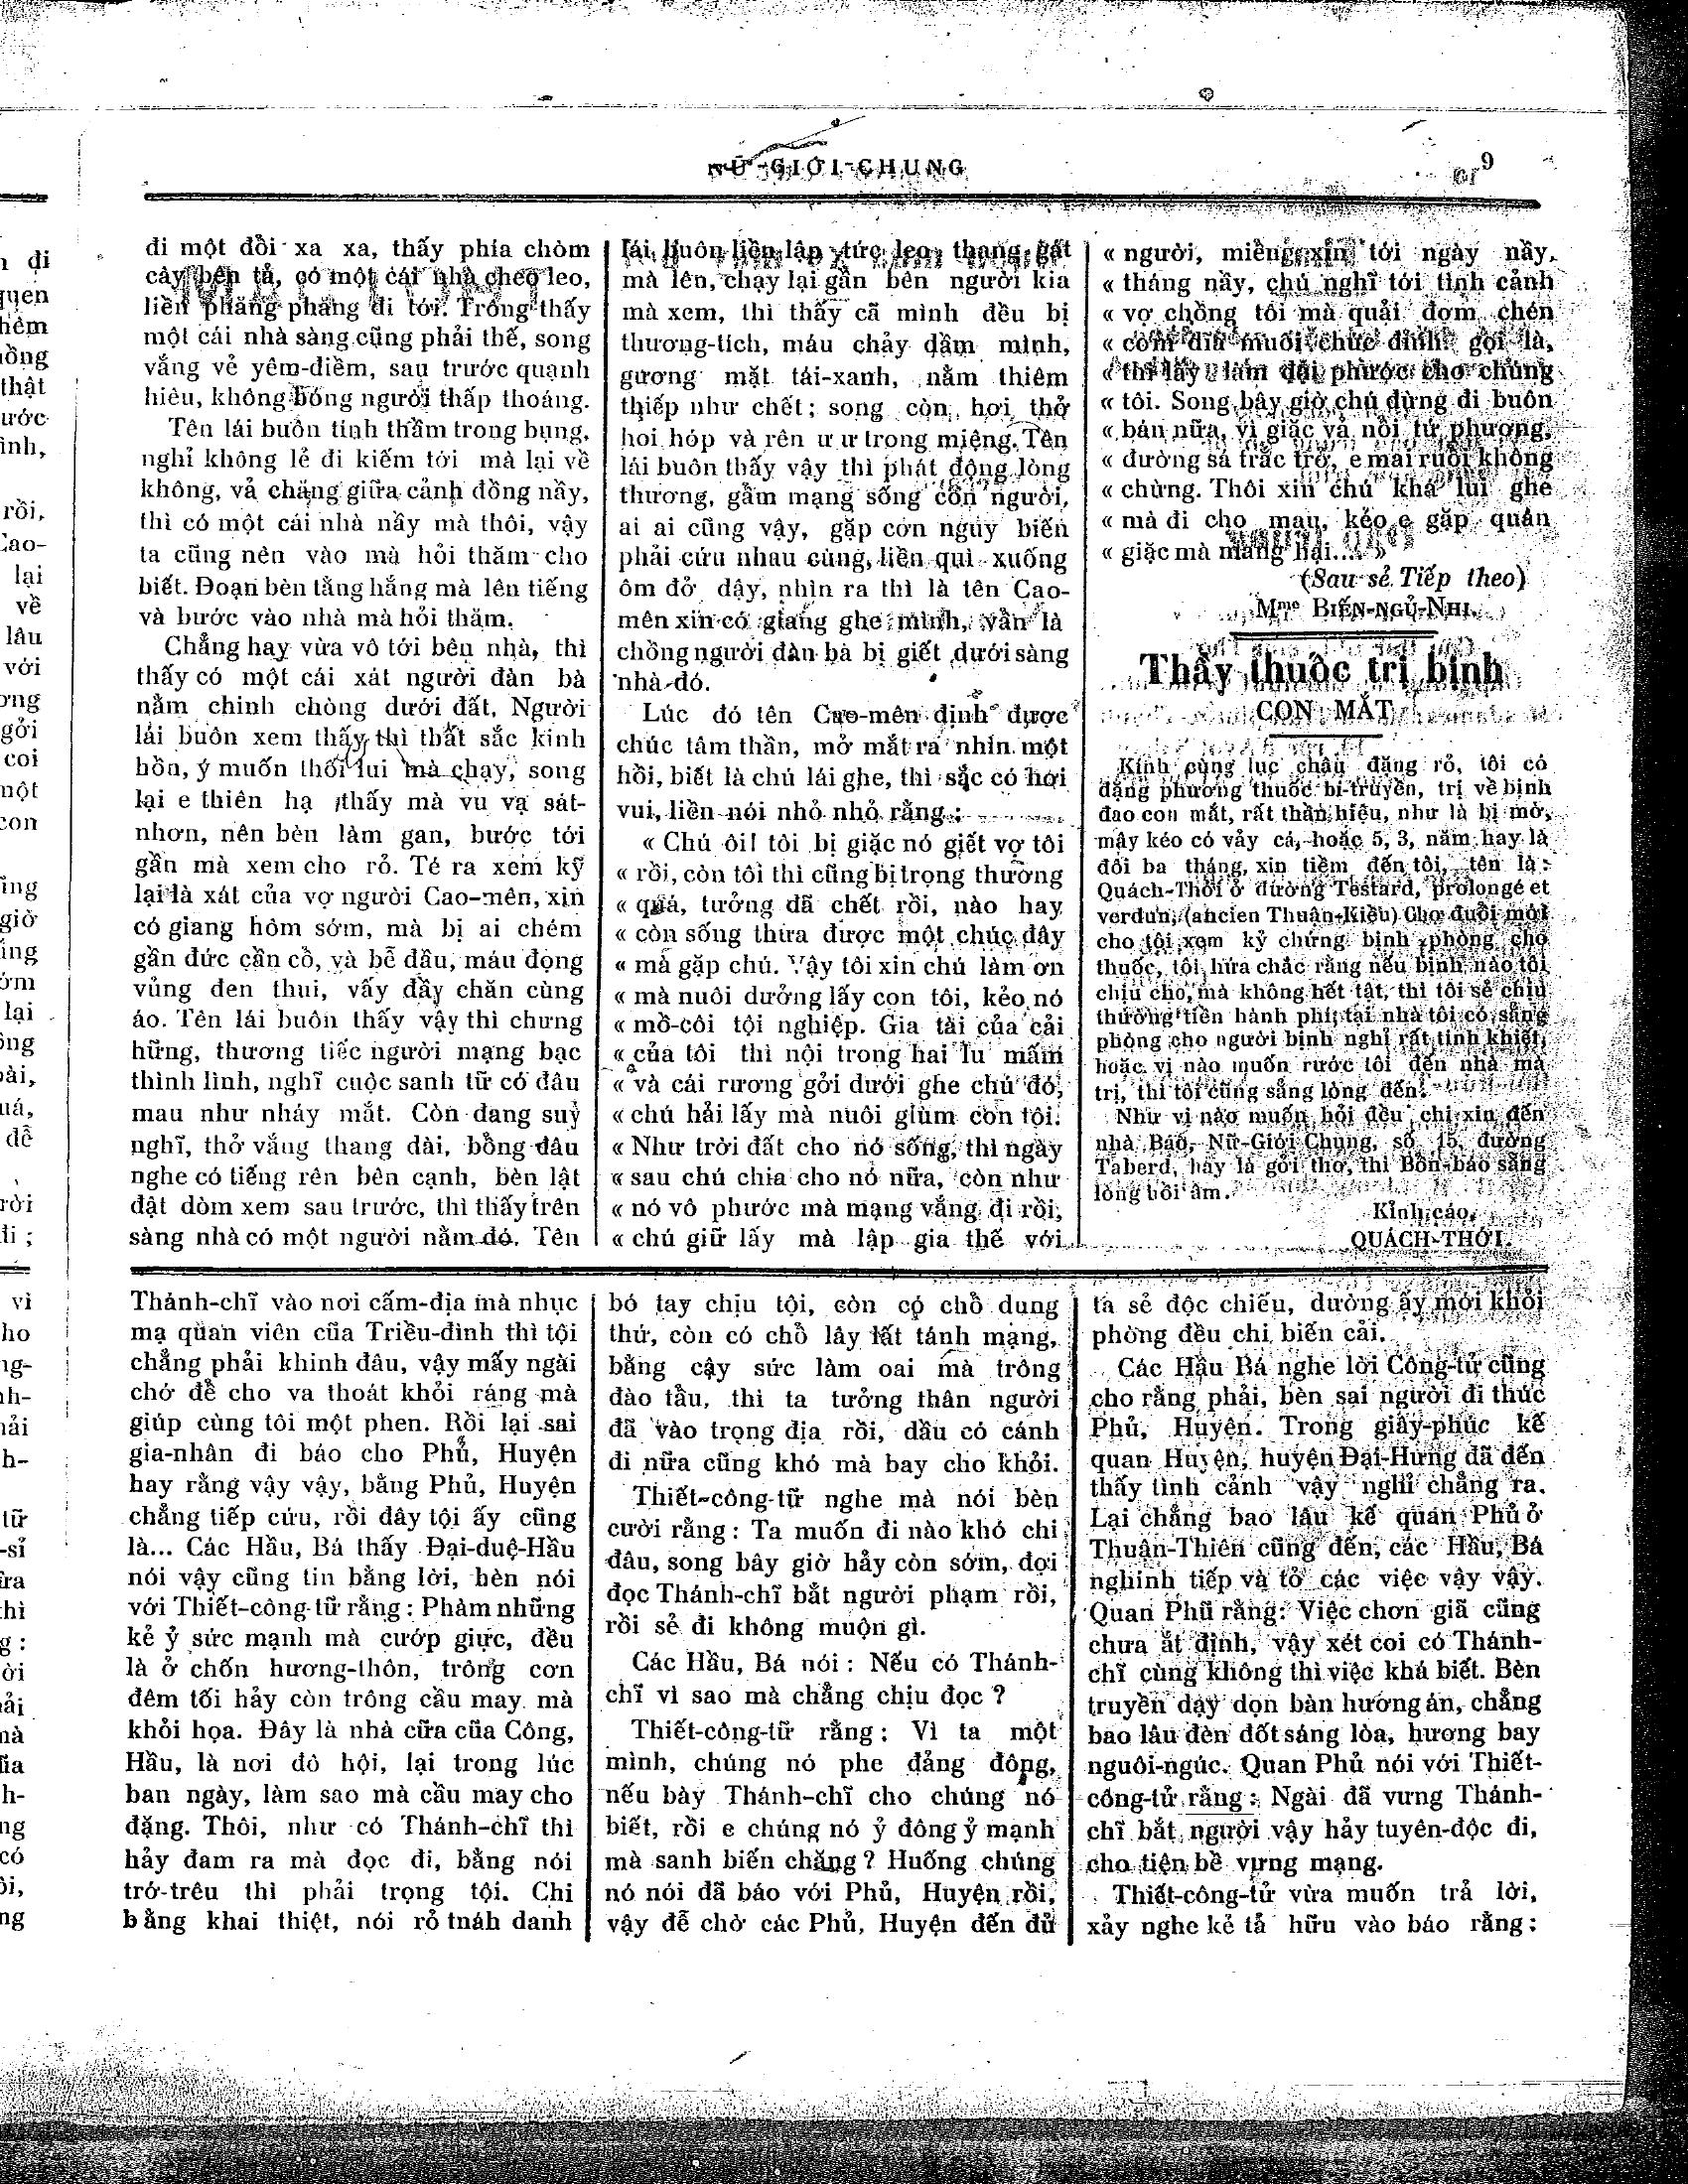 NỮ-GIỚI-CHUNG
9
đi một đỗi xa xa, thấy phía chòm
cây bên tả, có một cái nhà cheo leo,
liền phăng phăng đi tới. Trông thấy
một cái nhà sàng cũng phải thế, song
vắng vẻ yêm-điềm, sau trước quạnh
hiêu, không bóng người thấp thoáng.
Tên lái buôn tính thầm trong bụng,
nghỉ không lẻ đi kiếm tới mà lại về
không, vả chăng giữa cảnh đồng nầy,
thì có một cái nhà nầy mà thôi, vậy
ta cũng nên vào mà hỏi thăm cho
biết. Đoạn bèn tằng hắng mà lên tiếng
và bước vào nhà mà hỏi thăm.
Chẳng hay vừa vô tới bên nhà, thì
thấy có một cái xát người đàn bà
nằm chinh chòng dưới đất, Người
lái buôn xem thấy thì thất sắc kinh
hồn, ý muốn thối lui mà chạy, song
lại e thiên hạ thấy mà vu vạ sát-
nhơn, nên bèn làm gan, bước tới
gần mà xem cho rỏ. Té ra xem kỹ
lại là xát của vợ người Cao-mên, xin
có giang hôm sớm, mà bị ai chém
gần đức cần cổ, và bể đầu, máu đọng
vủng đen thui, vấy đầy chăn cùng
áo. Tên lái buôn thấy vậy thì chưng
hững, thương tiếc người mạng bạc
thình lình, nghĩ cuộc sanh tử có đâu
mau như nháy mắt. Còn đang suỷ
nghĩ, thở vắng thang dài, bỗng đâu
nghe có tiếng rên bên cạnh, bèn lật
đật dòm xem sau trước, thì thấy trên
sàng nhà có một người nằm đó. Tên
lái buôn liền lập tức leo thang gát
mà lên, chạy lại gần bên người kia
mà xem, thì thấy cã mình đều bị
thương-tích, máu chảy dầm mình,
gương mặt tái-xanh, nằm thiêm
thiếp như chết; song còn hơi thở
hoi hóp và rên ư ư trong miệng. Tên
lái buôn thấy vậy thì phát động lòng
thương, gẫm mạng sống con người,
ai ai cũng vậy, gặp cơn nguy biến
phải cứu nhau cùng, liền quì xuống
ôm đở dậy, nhìn ra thì là tên Cao-
mên xin có giang ghe mình, vẫn là
chồng người đàn bà bị giết dưới sàng
nhà đó.
Lúc đó tên Cao-mên định được
chúc tâm thần, mở mắt ra nhìn một
hồi, biết là chú lái ghe, thì sắc có hơi
vui, liền nói nhỏ nhỏ rằng:
« Chú ôi! tôi bị giặc nó giết vợ tôi
« rồi, còn tôi thì cũng bị trọng thương
« quá, tưởng đã chết rồi, nào hay
« còn sống thừa được một chúc đây
« mà gặp chú. Vậy tôi xin chú làm ơn
« mà nuôi dưởng lấy con tôi, kẻo nó
« mồ-côi tội nghiệp. Gia tài của cải
« của tôi thì nội trong hai lu mấm
« và cái rương gởi dưới ghe chú đó,
« chú hải lấy mà nuôi giùm con tôi.
« Như trời đất cho nó sống, thì ngày
« sau chú chia cho nó nữa, còn như
« nó vô phước mà mạng vắng đi rồi,
« chú giữ lấy mà lập gia thế với
« người, miễng xin tới ngày nầy,
« tháng nầy, chú nghĩ tới tình cảnh
« vợ chồng tôi mà quải đơm chén
« cơm dĩa muối chúc đỉnh gọi là,
« thì lấy làm đội phước cho chúng
« tôi. Song bây giờ chú đừng đi buôn
« bán nữa, vì giặc vả nổi tứ phương,
« đường sá trắc trở, e mai ruổi không
« chừng. Thôi xin chú khá lui ghe
« mà đi cho mau, kẻo e gặp quân
« giặc mà mang hại... »
(Sau sẻ Tiếp theo)
Mme BIẾN-NGŨ-NHI.
Thầy thuốc trị bịnh
CON MẮT
Kính cùng lục châu đặng rỏ, tôi có
đặng phương thuốc bí-truyền, trị về bịnh
đao con mắt, rất thần hiệu, như là bị mờ,
mây kéo có vảy cá, hoặc 5, 3, năm hay là
đôi ba tháng, xin tiềm đến tôi, tên là:
Quách-Thới ở đường Testard, prolongé et
verdun, (ancien Thuận-Kiều) Chợ đuổi mới
cho tôi xem kỷ chứng bịnh phòng cho
thuốc, tôi hứa chắc rằng nếu bịnh nào tôi
chịu cho, mà không hết tật, thì tôi sẻ chịu
thường tiền hành phí, tại nhà tôi có sẵng
phòng cho người bịnh nghỉ rất tinh khiết,
hoặc vị nào muốn rước tôi đến nhà mà
trị, thì tôi cũng sẳng lòng đến.
Như vị nào muốn hỏi đều chi xin đến
nhà Báo, Nữ-Giới Chung, số 15, đường
Taberd, hay là gởi thơ, thì Bổn-báo sẳng
lòng hồi âm.
Kính cáo,
QUÁCH-THỚI.
Thánh-chĩ vào nơi cấm-địa mà nhục
mạ quan viên của Triều-đình thì tội
chẳng phải khinh đâu, vậy mấy ngài
chớ để cho va thoát khỏi ráng mà
giúp cùng tôi một phen. Rồi lại sai
gia-nhân đi báo cho Phủ, Huyện
hay rằng vậy vậy, bằng Phủ, Huyện
chẳng tiếp cứu, rồi đây tội ấy cũng
là... Các Hầu, Bá thấy Đại-duệ-Hầu
nói vậy cũng tin bằng lời, bèn nói
với Thiết-công-tử rằng: Phàm những
kẻ ỷ sức mạnh mà cướp giực, đều
là ở chốn hương-thôn, trông cơn
đêm tối hảy còn trông cầu may mà
khỏi họa. Đây là nhà cữa cũa Công,
Hầu, là nơi đô hội, lại trong lúc
ban ngày, làm sao mà cầu may cho
đặng. Thôi, như có Thánh-chĩ thì
hảy đam ra mà đọc đi, bằng nói
trớ-trêu thì phải trọng tội. Chi
bằng khai thiệt, nói rỏ tnáh danh
bó tay chịu tội, còn có chỗ dung
thứ, còn có chỗ lây lất tánh mạng,
bằng cậy sức làm oai mà trông
đào tẩu, thì ta tưởng thân người
đã vào trọng địa rồi, dầu có cánh
đi nữa cũng khó mà bay cho khỏi.
Thiết-công-tữ nghe mà nói bèn
cười rằng: Ta muốn đi nào khó chi
đâu, song bây giờ hảy còn sớm, đợi
đọc Thánh-chĩ bắt người phạm rồi,
rồi sẻ đi không muộn gì.
Các Hầu, Bá nói: Nếu có Thánh-
chĩ vì sao mà chẳng chịu đọc?
Thiết-công-tữ rằng: Vì ta một
mình, chúng nó phe đảng đông,
nếu bày Thánh-chĩ cho chúng nó
biết, rồi e chúng nó ỷ đông ỷ mạnh
mà sanh biến chăng? Huống chúng
nó nói đã báo với Phủ, Huyện rồi,
vậy để chờ các Phủ, Huyện đến đử
ta sẻ độc chiếu, dường ấy mới khỏi
phòng đều chi biến cải.
Các Hầu Bá nghe lời Công-tử cũng
cho rằng phải, bèn sai người đi thúc
Phủ, Huyện. Trong giây-phúc kế
quan Huyện, huyện Đại-Hưng đã đến
thấy tình cảnh vậy nghỉ chẳng ra.
Lại chẳng bao lâu kế quan Phủ ở
Thuận-Thiên cũng đến, các Hầu, Bá
nghinh tiếp và tở các việc vậy vậy.
Quan Phũ rằng: Việc chơn giã cũng
chưa ắt định, vậy xét coi có Thánh-
chĩ cùng không thì việc khá biết. Bèn
truyền dạy dọn bàn hương án, chẳng
bao lâu đèn đốt sáng lòa, hương bay
nguôi-ngúc. Quan Phủ nói với Thiết-
công-tử rằng: Ngài đã vưng Thánh-
chĩ bắt người vậy hảy tuyên-độc đi,
cho tiện bề vưng mạng.
Thiết-công-tử vừa muốn trả lời,
xảy nghe kẻ tả hữu vào báo rằng: